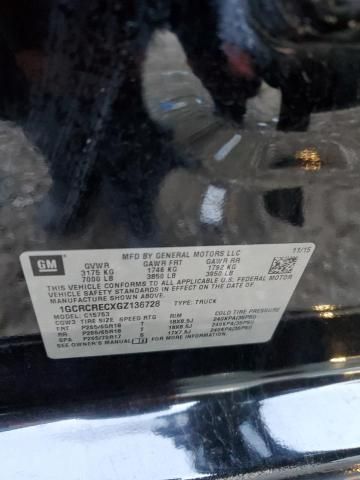 MFD BY GENERAL MOTORS LLC
11/15
GM
GVWR GAWR FRT GAWR RR
3175 KG 1746 KG 1792 KG
7000 LB 3850 LB 3950 LB
THIS VEHICLE CONFORMS TO ALL APPLICABLE
U.S. FEDERAL MOTOR VEHICLE SAFETY
STANDARDS IN EFFECT ON THE DATE OF
MANUFACTURE SHOWN ABOVE.
1GCRCRECXGZ136728 TYPE: TRUCK
MODEL: C15753
COW3 TIRE SIZE SPEED RTG RIM COLD TIRE PRESSURE
FRT P265/65R18 T 18X8.5J 240KPA(35PSI)
RR P265/65R18 T 18X8.5J 240KPA(35PSI)
SPA P265/70R17 S 17X7.5J 240KPA(35PSI)
SEE OWNER'S MANUAL